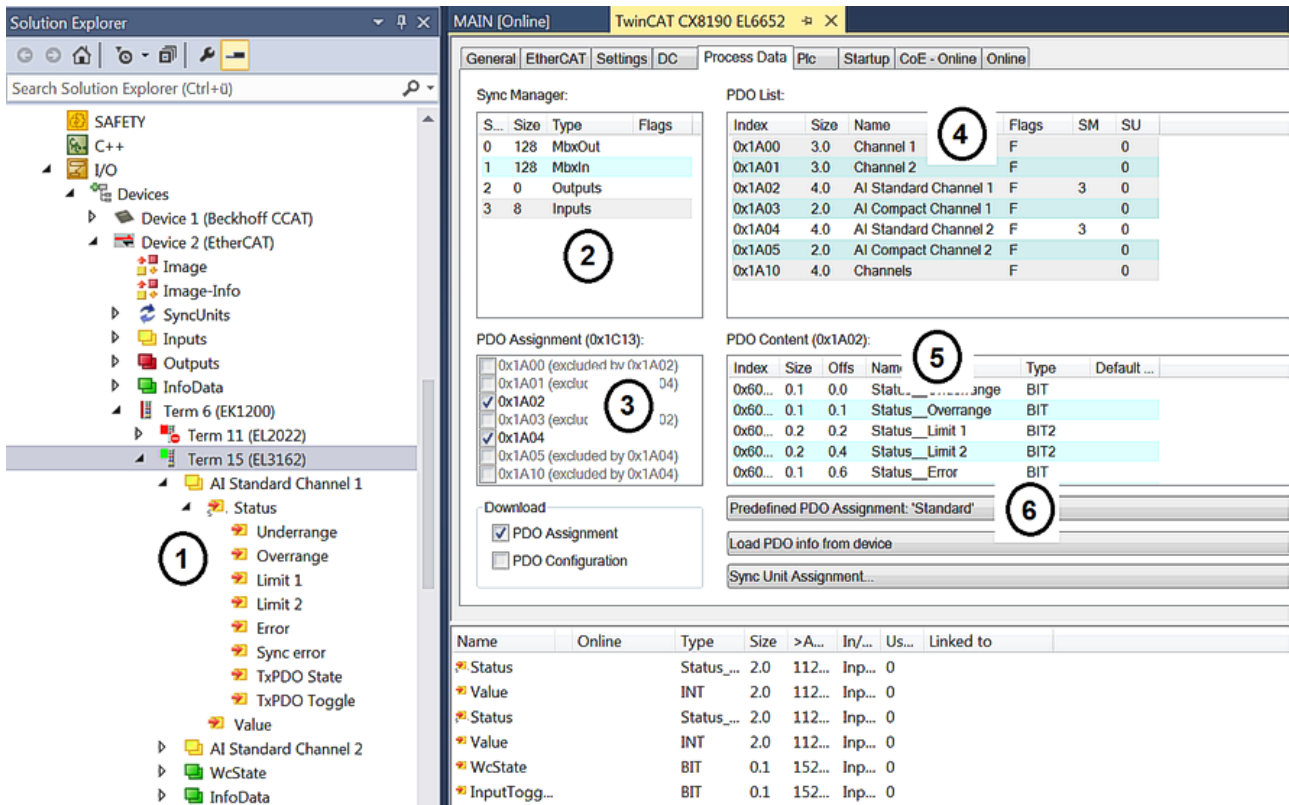 Solution Explorer
Search Solution Explorer (Ctrl+ü)
SAFETY
C++
I/O
Devices
Device 1 (Beckhoff CCAT)
Device 2 (EtherCAT)
Image
Image-Info
SyncUnits
Inputs
Outputs
InfoData
Term 6 (EK1200)
Term 11 (EL2022)
Term 15 (EL3162)
AI Standard Channel 1
Status
Underrange
Overrange
Limit 1
Limit 2
Error
Sync error
TxPDO State
TxPDO Toggle
Value
AI Standard Channel 2
WcState
InfoData
1
MAIN [Online] TwinCAT CX8190 EL6652
General EtherCAT Settings DC Process Data Plc Startup CoE - Online Online
Sync Manager:
S... Size Type Flags
0 128 MbxOut
1 128 MbxIn
2 0 Outputs
3 8 Inputs
2
PDO List:
Index Size Name Flags SM SU
0x1A00 3.0 Channel 1 F 0
0x1A01 3.0 Channel 2 F 0
0x1A02 4.0 AI Standard Channel 1 F 3 0
0x1A03 2.0 AI Compact Channel 1 F 0
0x1A04 4.0 AI Standard Channel 2 F 3 0
0x1A05 2.0 AI Compact Channel 2 F 0
0x1A10 4.0 Channels F 0
4
PDO Assignment (0x1C13):
0x1A00 (excluded by 0x1A02)
0x1A01 04)
0x1A02
0x1A03 02)
0x1A04
0x1A05 (excluded by 0x1A04)
0x1A10 (excluded by 0x1A04)
3
PDO Content (0x1A02):
Index Size Offs Type Default ...
0x60... 0.1 0.0 BIT
0x60... 0.1 0.1 Status__Overrange BIT
0x60... 0.2 0.2 Status__Limit 1 BIT2
0x60... 0.2 0.4 Status__Limit 2 BIT2
0x60... 0.1 0.6 Status__Error BIT
5
Download
PDO Assignment
PDO Configuration
Predefined PDO Assignment: 'Standard'
Load PDO info from device
Sync Unit Assignment...
6
Name Online Type Size >A... In/... Us... Linked to
Status Status_... 2.0 112... Inp... 0
Value INT 2.0 112... Inp... 0
Status Status_... 2.0 112... Inp... 0
Value INT 2.0 112... Inp... 0
WcState BIT 0.1 152... Inp... 0
InputTogg... BIT 0.1 152... Inp... 0